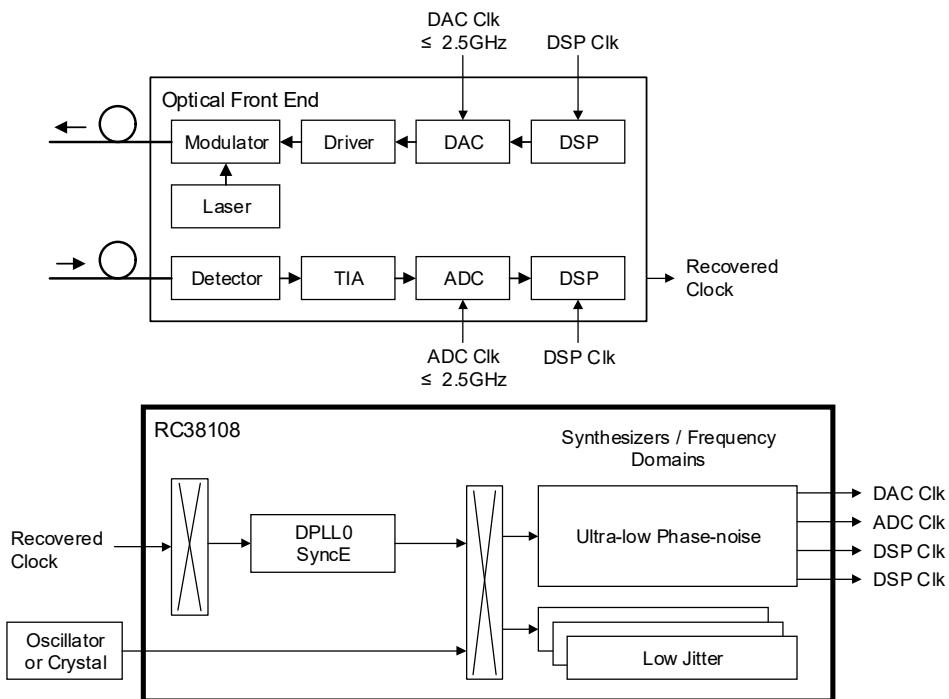 DAC Clk
≤ 2.5GHz
DSP Clk
Optical Front End
Modulator
Driver
DAC
DSP
Laser
Detector
TIA
ADC
DSP
Recovered
Clock
ADC Clk
≤ 2.5GHz
DSP Clk
RC38108
Synthesizers / Frequency
Domains
Recovered
Clock
DPLL0
SyncE
Ultra-low Phase-noise
DAC Clk
ADC Clk
DSP Clk
DSP Clk
Oscillator
or Crystal
Low Jitter